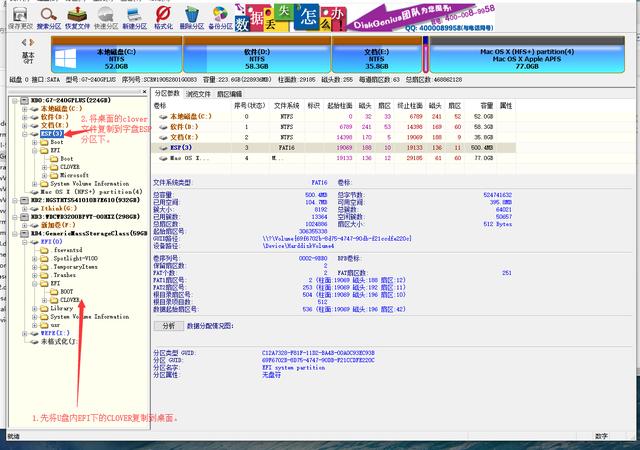 保存更改 搜索分区 恢复文件 快速分区 新建分区 格式化 删除分区 备份分区
数据丢失怎么办!
DiskGenius团队为您服务
QQ: 4000089958(与电话同号)
基本
GPT
本地磁盘(C:)
NTFS
52.0GB
软件(D:)
NTFS
58.3GB
文档(E:)
NTFS
35.8GB
Mac OS X (HFS+) partition(4)
Mac OS X Apple APFS
77.0GB
磁盘 0 接口:SATA 型号:G7-240GFLUS 序列号:SCRW1905280100083 容量:223.6GB(228936MB) 柱面数:29185 磁头数:255 每道扇区数:63 总扇区数:468862128
HD0:G7-240GFLUS(224GB)
本地磁盘(C:)
软件(D:)
文档(E:)
ESP(3)
Boot
EFI
Boot
CLOVER
Microsoft
System Volume Information
Mac OS X (HFS+) partition(4)
HD2:HGSTHTS541010B7E610(932GB)
Ithink(G:)
HD3:WDCWD3200BPVT-00HXZ1(298GB)
新加卷(F:)
HD4:GenericMassStorageClass(59GB
EFI(0)
.fseventsd
.Spotlight-V100
.TemporaryItems
.Trashes
EFI
BOOT
CLOVER
Library
System Volume Information
usr
WEPE(I:)
未格式化(J:)
2.将桌面的clover
文件复制到字盘ESP
分区下。
1.先将U盘内EFI下的CLOVER复制到桌面。
分区参数 浏览文件 扇区编辑
卷标 序号(状态) 文件系统 标识 起始柱面 磁头 扇区 终止柱面 磁头 扇区 容量 属性
本地磁盘(C:) 0 NTFS 0 32 33 6789 241 52 52.0GB
软件(D:) 1 NTFS 6789 241 53 14398 169 60 58.3GB
文档(E:) 2 NTFS 14398 170 5 19069 188 9 35.8GB
ESP(3) 3 FAT16 19069 188 10 19133 136 11 500.4MB
Mac OS X... 4 M... 19133 136 12 29185 61 60 77.0GB
文件系统类型: FAT16 卷标:
总容量: 500.4MB 总字节数: 524741632
已用空间: 104.7MB 可用空间: 395.8MB
簇大小: 8192 总簇数: 64021
已用簇数: 13364 空闲簇数: 50657
总扇区数: 1024886 扇区大小: 512 Bytes
起始扇区号: 306355330
GUID路径: \\?\Volume{69f6702b-8d75-4747-90db-f21ccdfe220c}
设备路径: \Device\HarddiskVolume4
卷序列号: 0002-9BB0 BPB卷标:
保留扇区数: 2
FAT个数: 2 FAT扇区数: 251
FAT1扇区号: 2 (柱面:19069 磁头:188 扇区:12)
FAT2扇区号: 253 (柱面:19069 磁头:192 扇区:11)
根目录扇区号: 504 (柱面:19069 磁头:196 扇区:10)
根目录项数: 512
数据起始扇区号: 536 (柱面:19069 磁头:196 扇区:42)
分析 数据分配情况图:
分区类型 GUID: C12A7328-F81F-11D2-BA4B-00A0C93EC93B
分区 GUID: 69F6702B-8D75-4747-90DB-F21CCDFE220C
分区名字: EFI system partition
分区属性: 无盘符
就绪
数字